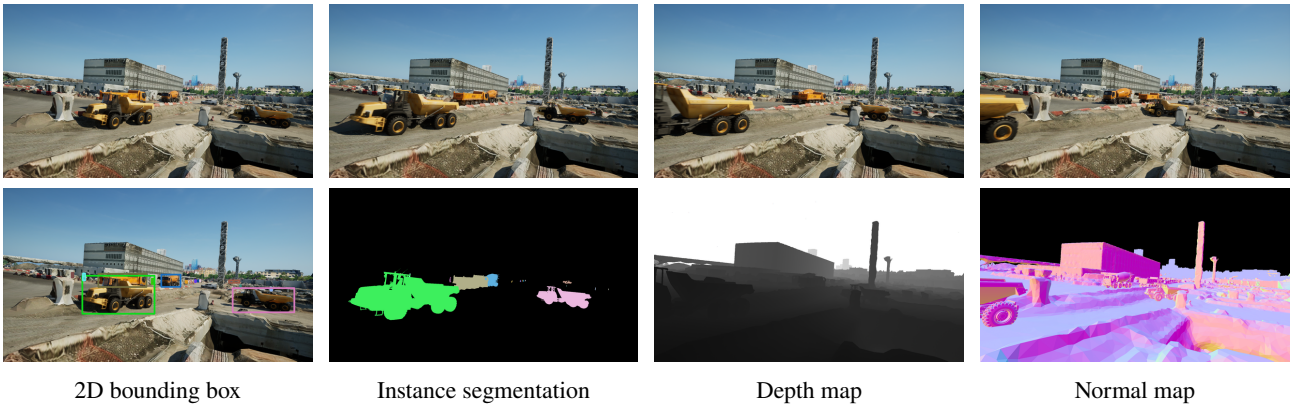 2D bounding box
Instance segmentation
Depth map
Normal map